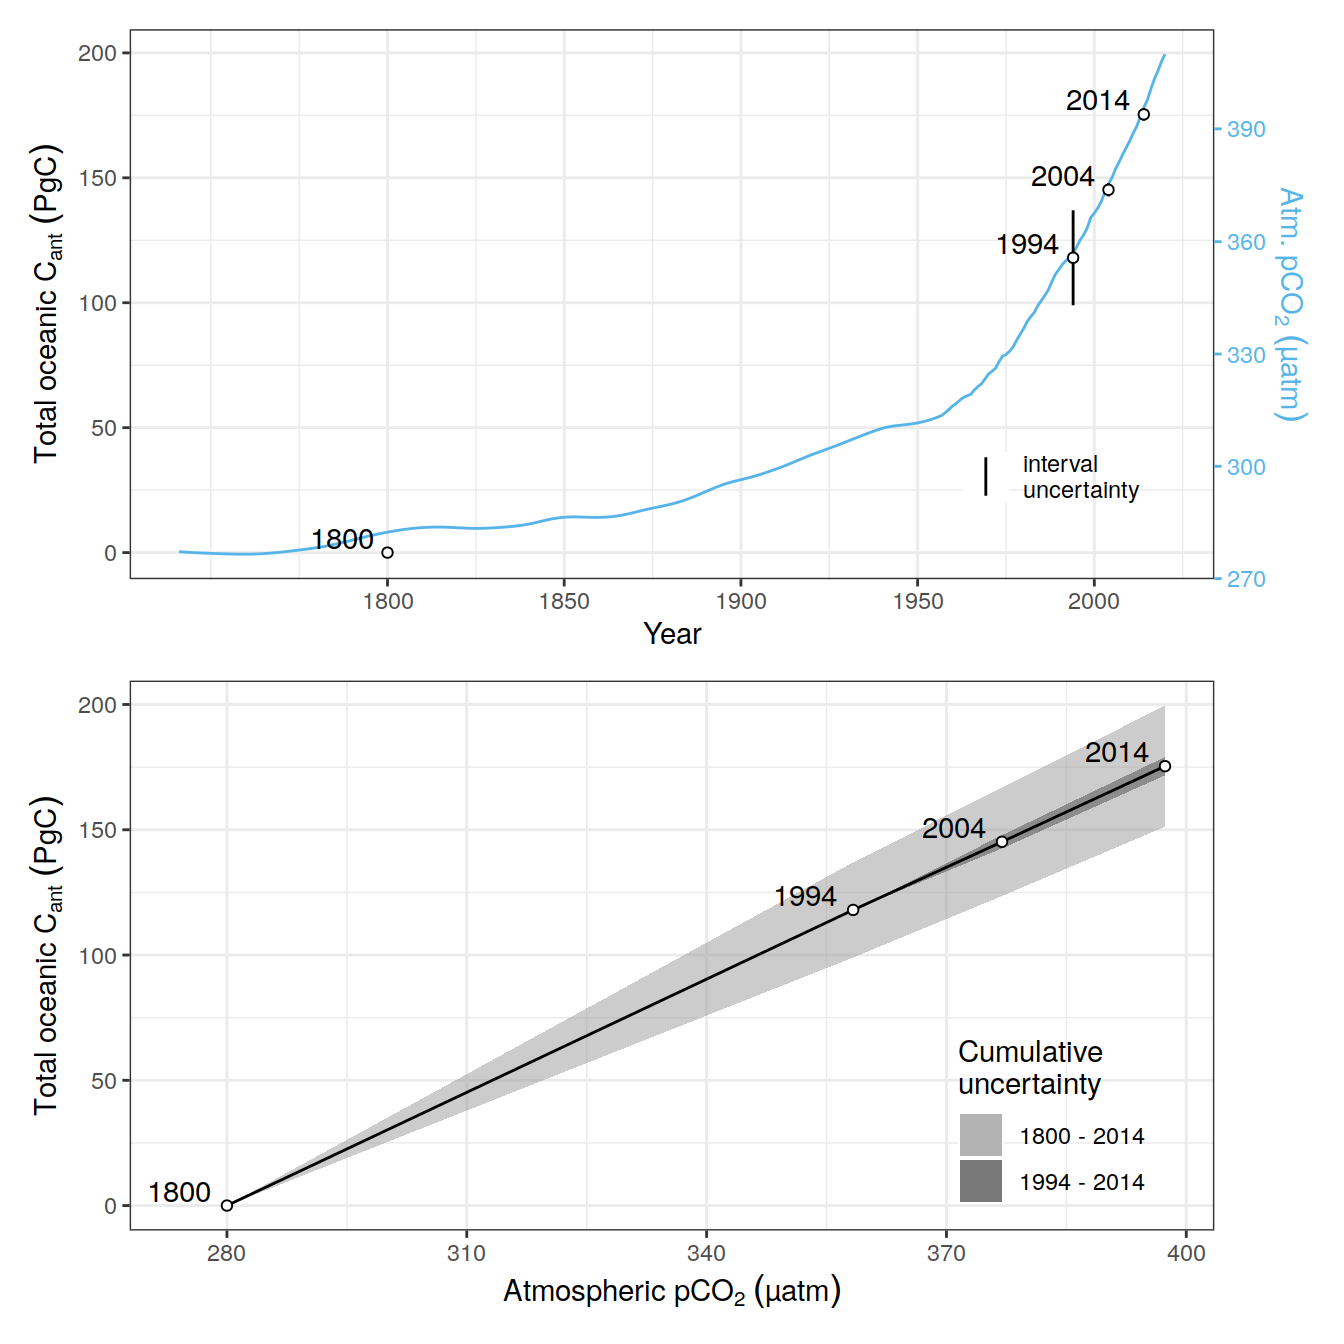 200
150
100
50
0
Total oceanic Cant (PgC)
2014
2004
1994
1800
interval
uncertainty
390
360
330
300
270
Atm. pCO2 (µatm)
1800 1850 1900 1950 2000
Year
200
150
100
50
0
Total oceanic Cant (PgC)
2014
2004
1994
1800
Cumulative
uncertainty
1800 - 2014
1994 - 2014
280 310 340 370 400
Atmospheric pCO2 (µatm)